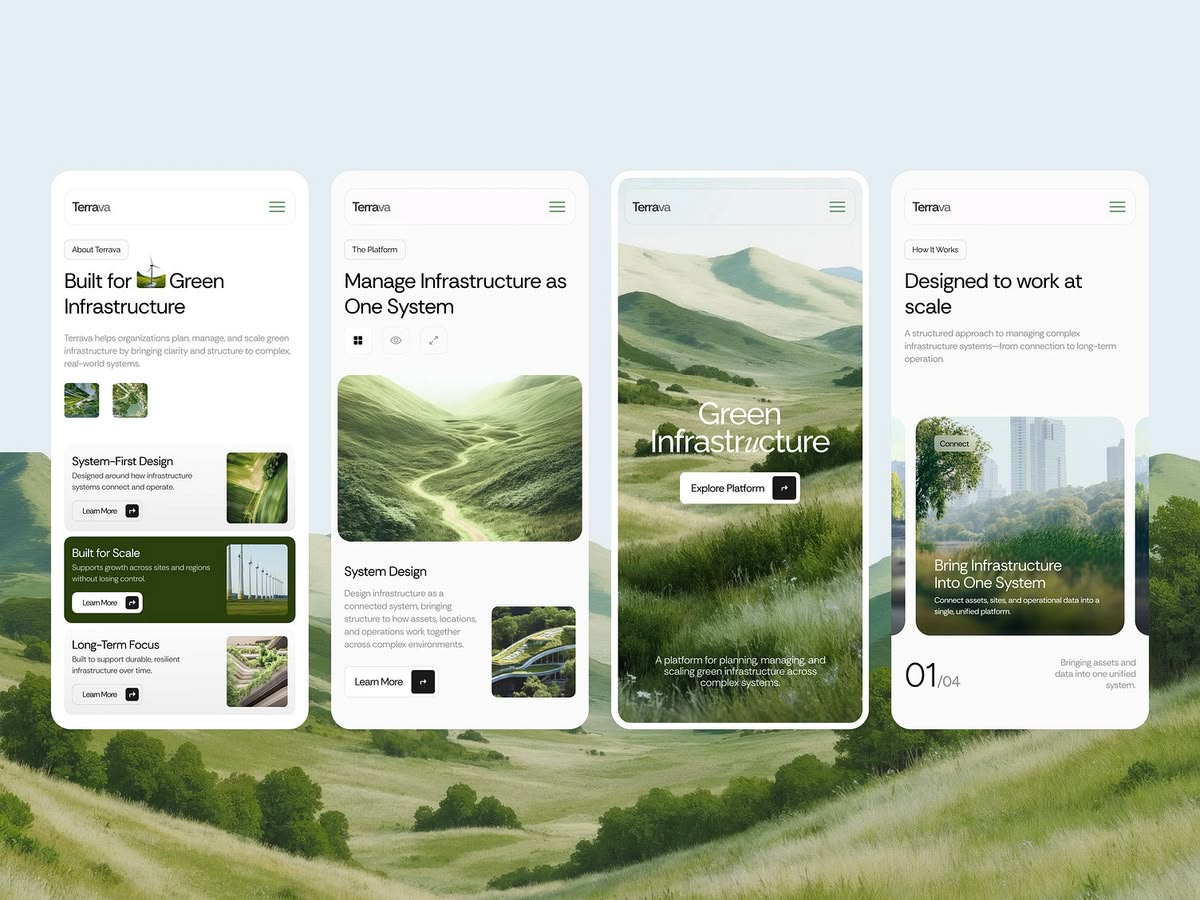 Terrava
About Terrava
Built for Green
Infrastructure
Terrava helps organizations plan, manage, and scale green
infrastructure by bringing clarity and structure to complex,
real-world systems.
System-First Design
Designed around how infrastructure
systems connect and operate.
Learn More
Built for Scale
Supports growth across sites and regions
without losing control.
Learn More
Long-Term Focus
Built to support durable, resilient
infrastructure over time.
Learn More
Terrava
The Platform
Manage Infrastructure as
One System
System Design
Design infrastructure as a
connected system, bringing
structure to how assets, locations,
and operations work together
across complex environments.
Learn More
Terrava
Green
Infrastructure
Explore Platform
A platform for planning, managing, and
scaling green infrastructure across
complex systems.
Terrava
How It Works
Designed to work at
scale
A structured approach to managing complex
infrastructure systems—from connection to long-term
operation.
Connect
Bring Infrastructure
Into One System
Connect assets, sites, and operational data into a
single, unified platform.
01/04
Bringing assets and
data into one unified
system.